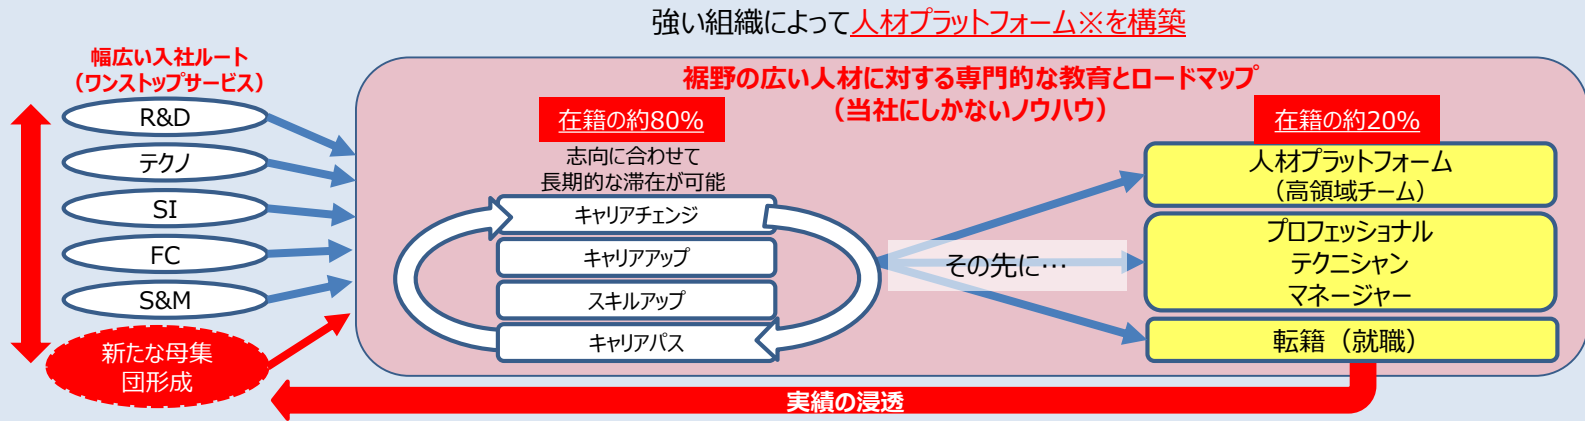 強い組織によって人材プラットフォーム※を構築
幅広い入社ルート
（ワンストップサービス）
R&D
テクノ
SI
FC
S&M
新たな母集
団形成
裾野の広い人材に対する専門的な教育とロードマップ
（当社にしかないノウハウ）
在籍の約80%
志向に合わせて
長期的な滞在が可能
キャリアチェンジ
キャリアアップ
スキルアップ
キャリアパス
その先に…
在籍の約20%
人材プラットフォーム
（高領域チーム）
プロフェッショナル
テクニシャン
マネージャー
転籍（就職）
実績の浸透